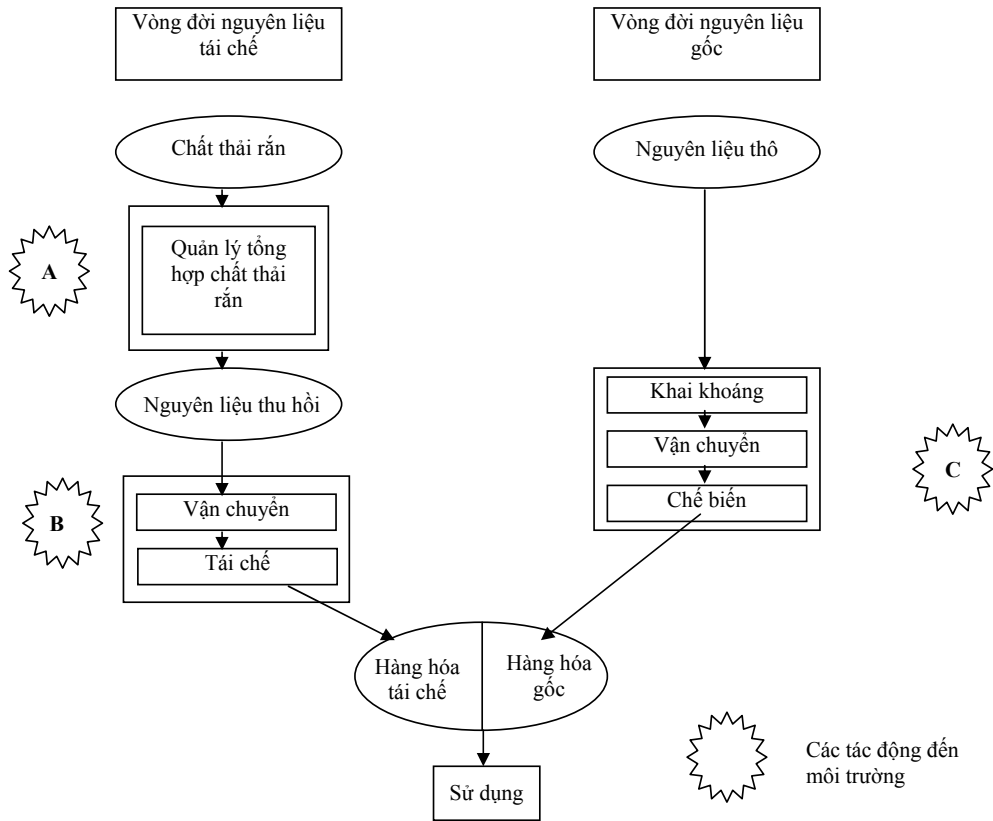 Vòng đời nguyên liệu
tái chế
Vòng đời nguyên liệu
gốc
Chất thải rắn
Nguyên liệu thô
Quản lý tổng
hợp chất thải
rắn
A
Nguyên liệu thu hồi
Khai khoáng
Vận chuyển
Chế biến
C
B
Vận chuyển
Tái chế
Hàng hóa
tái chế
Hàng hóa
gốc
Các tác động đến
môi trường
Sử dụng